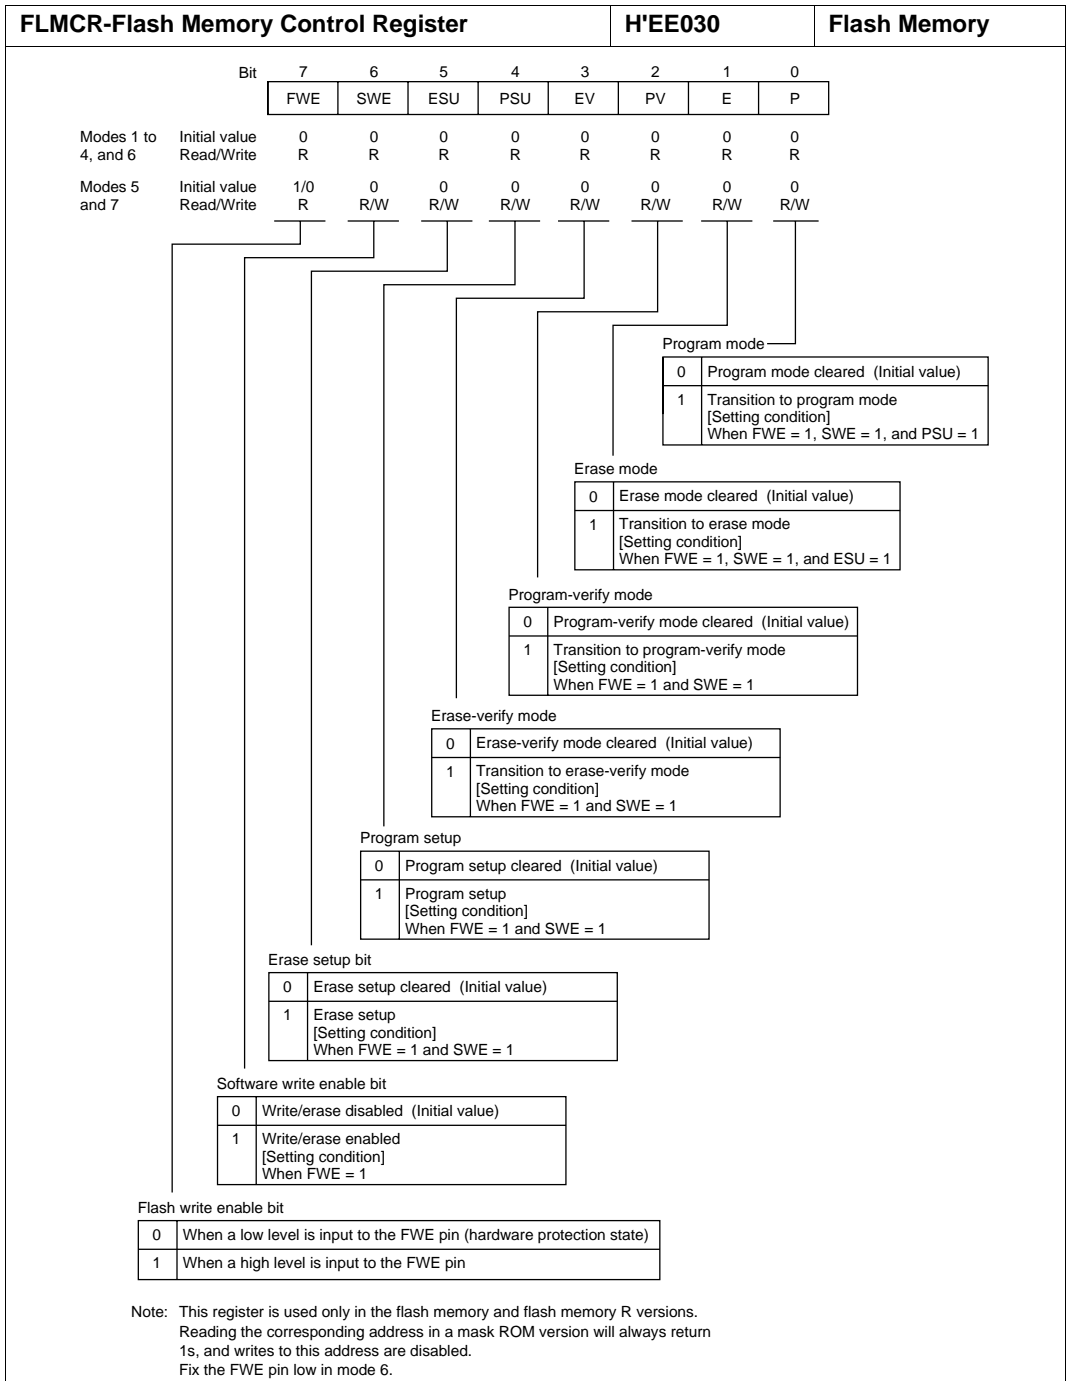 FLMCR-Flash Memory Control Register H'EE030 Flash Memory
Bit 7 6 5 4 3 2 1 0
FWE SWE ESU PSU EV PV E P
Modes 1 to Initial value 0 0 0 0 0 0 0 0
4, and 6 Read/Write R R R R R R R R
Modes 5 Initial value 1/0 0 0 0 0 0 0 0
and 7 Read/Write R R/W R/W R/W R/W R/W R/W R/W
Program mode
0 Program mode cleared (Initial value)
1 Transition to program mode
[Setting condition]
When FWE = 1, SWE = 1, and PSU = 1
Erase mode
0 Erase mode cleared (Initial value)
1 Transition to erase mode
[Setting condition]
When FWE = 1, SWE = 1, and ESU = 1
Program-verify mode
0 Program-verify mode cleared (Initial value)
1 Transition to program-verify mode
[Setting condition]
When FWE = 1 and SWE = 1
Erase-verify mode
0 Erase-verify mode cleared (Initial value)
1 Transition to erase-verify mode
[Setting condition]
When FWE = 1 and SWE = 1
Program setup
0 Program setup cleared (Initial value)
1 Program setup
[Setting condition]
When FWE = 1 and SWE = 1
Erase setup bit
0 Erase setup cleared (Initial value)
1 Erase setup
[Setting condition]
When FWE = 1 and SWE = 1
Software write enable bit
0 Write/erase disabled (Initial value)
1 Write/erase enabled
[Setting condition]
When FWE = 1
Flash write enable bit
0 When a low level is input to the FWE pin (hardware protection state)
1 When a high level is input to the FWE pin
Note: This register is used only in the flash memory and flash memory R versions.
Reading the corresponding address in a mask ROM version will always return
1s, and writes to this address are disabled.
Fix the FWE pin low in mode 6.